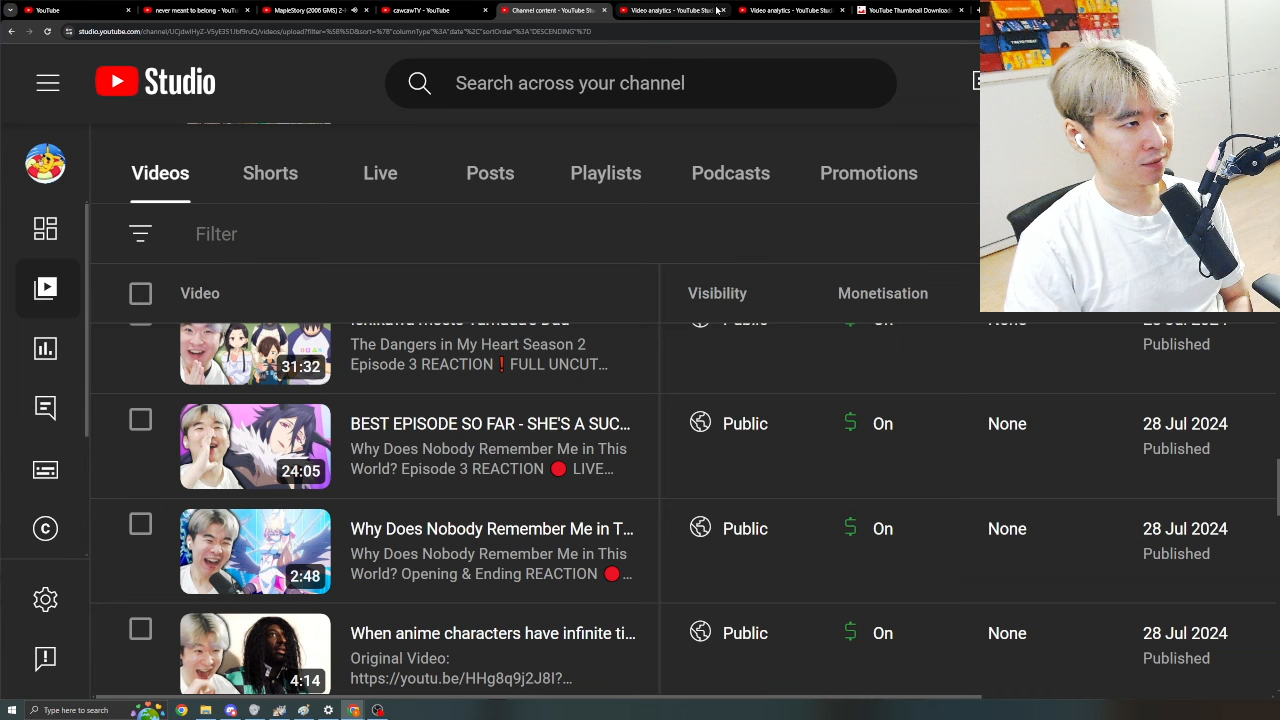 YouTube
never meant to belong - YouTu
MapleStory (2006 GMS) 2-
cawcawTV - YouTube
Channel content - YouTube Stu
Video analytics - YouTube Stud
Video analytics - YouTube Stud
YouTube Thumbnail Download
Studio
Search across your channel
Videos Shorts Live Posts Playlists Podcasts Promotions
Filter
Video Visibility Monetisation
The Dangers in My Heart Season 2
Episode 3 REACTION❗FULL UNCUT…
31:32
Published
BEST EPISODE SO FAR - SHE'S A SUC…
Why Does Nobody Remember Me in This
World? Episode 3 REACTION 🔴 LIVE…
24:05
Public On None 28 Jul 2024
Published
Why Does Nobody Remember Me in T…
Why Does Nobody Remember Me in This
World? Opening & Ending REACTION 🔴…
2:48
Public On None 28 Jul 2024
Published
When anime characters have infinite ti…
Original Video:
https://youtu.be/HHg8q9j2J8I?…
4:14
Public On None 28 Jul 2024
Published
Type here to search